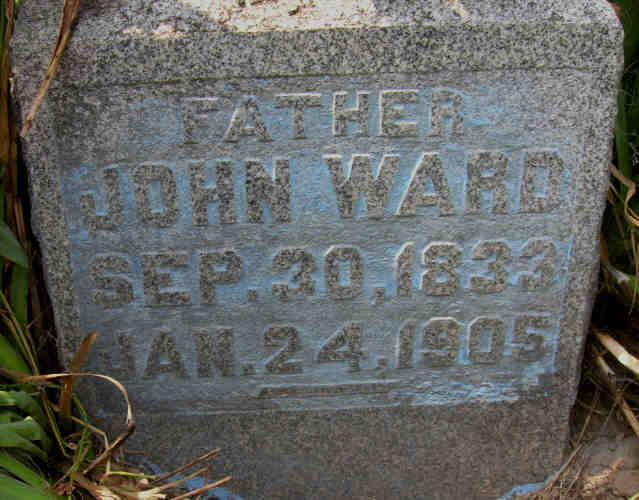 FATHER
JOHN WARD
SEP. 30, 1833
JAN. 24, 1905